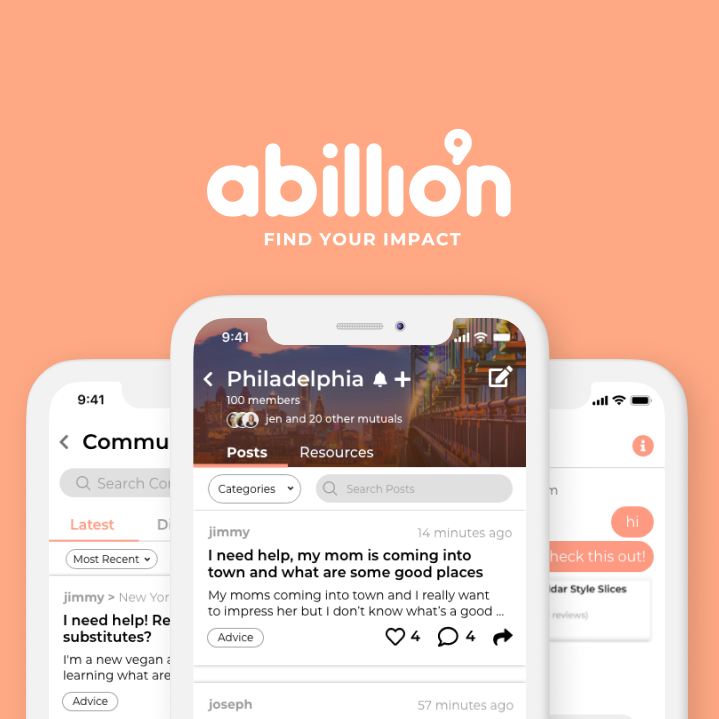 abillion
FIND YOUR IMPACT
9:41
Philadelphia
100 members
jen and 20 other mutuals
Posts Resources
Categories Search Posts
jimmy 14 minutes ago
I need help, my mom is coming into
town and what are some good places
My moms coming into town and I really want
to impress her but I don't know what's a good ...
Advice 4 4
joseph 57 minutes ago
9:41
Commu
Search Co
Latest Di
Most Recent
jimmy > New Yor
I need help! Re
substitutes?
I'm a new vegan a
learning what are
Advice
hi
heck this out!
dar Style Slices
reviews)